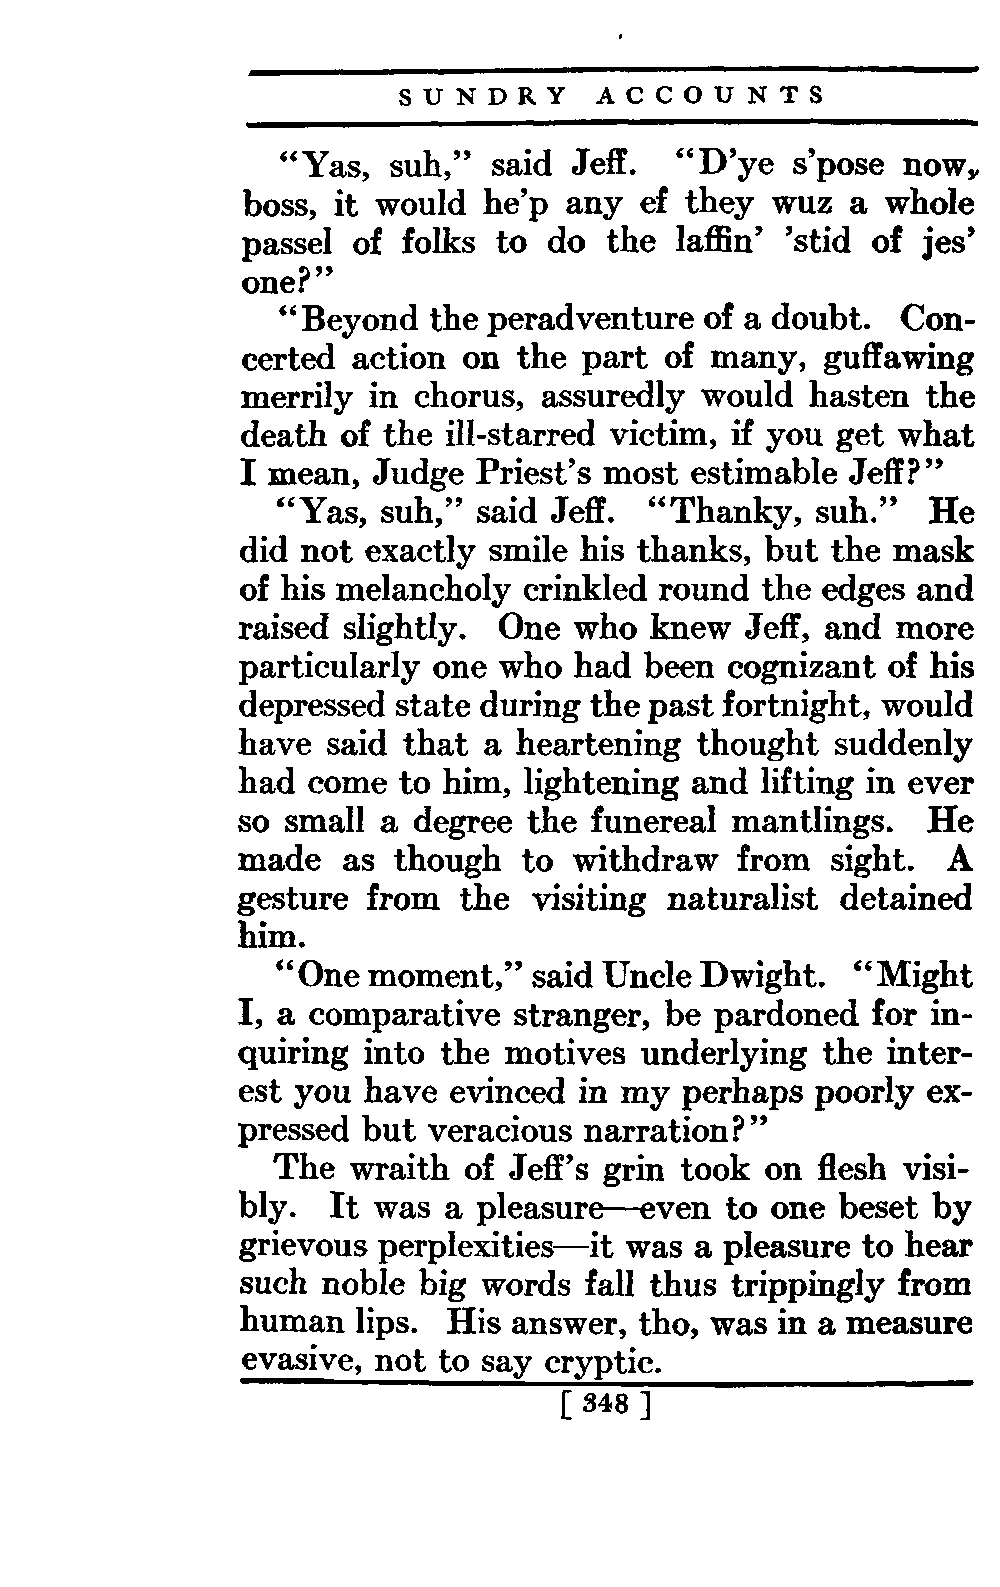 SUNDRY ACCOUNTS
“Yas, suh,” said Jeff. “D’ye s’pose now,
boss, it would he’p any ef they wuz a whole
passel of folks to do the laffin’ ’stid of jes’
one?”
“Beyond the peradventure of a doubt. Con-
certed action on the part of many, guffawing
merrily in chorus, assuredly would hasten the
death of the ill-starred victim, if you get what
I mean, Judge Priest’s most estimable Jeff?”
“Yas, suh,” said Jeff. “Thanky, suh.” He
did not exactly smile his thanks, but the mask
of his melancholy crinkled round the edges and
raised slightly. One who knew Jeff, and more
particularly one who had been cognizant of his
depressed state during the past fortnight, would
have said that a heartening thought suddenly
had come to him, lightening and lifting in ever
so small a degree the funereal mantlings. He
made as though to withdraw from sight. A
gesture from the visiting naturalist detained
him.
“One moment,” said Uncle Dwight. “Might
I, a comparative stranger, be pardoned for in-
quiring into the motives underlying the inter-
est you have evinced in my perhaps poorly ex-
pressed but veracious narration?”
The wraith of Jeff’s grin took on flesh visi-
bly. It was a pleasure—even to one beset by
grievous perplexities—it was a pleasure to hear
such noble big words fall thus trippingly from
human lips. His answer, tho, was in a measure
evasive, not to say cryptic.
[ 348 ]